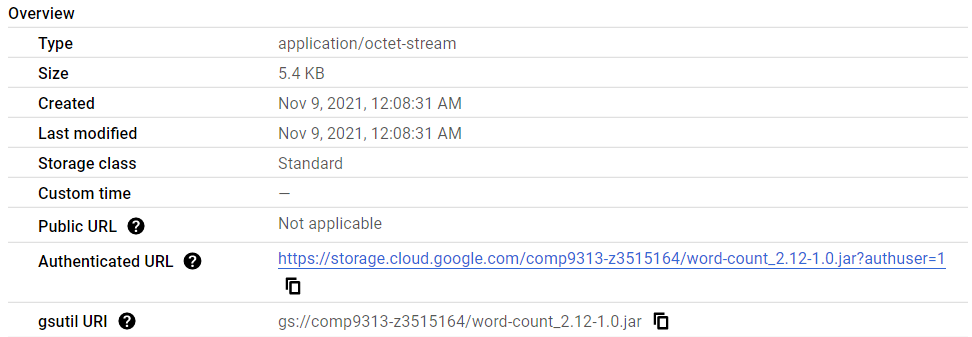 Overview
Type application/octet-stream
Size 5.4 KB
Created Nov 9, 2021, 12:08:31 AM
Last modified Nov 9, 2021, 12:08:31 AM
Storage class Standard
Custom time —
Public URL ? Not applicable
Authenticated URL ? https://storage.cloud.google.com/comp9313-z3515164/word-count_2.12-1.0.jar?authuser=1
gsutil URI ? gs://comp9313-z3515164/word-count_2.12-1.0.jar